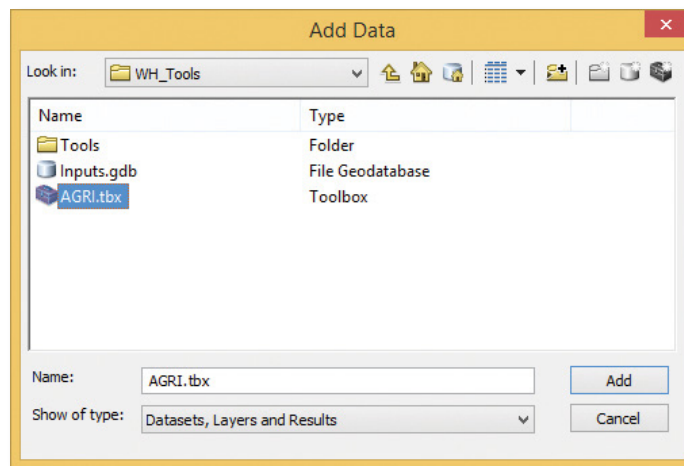 Add Data
Look in: WH_Tools
Name Type
Tools Folder
Inputs.gdb File Geodatabase
AGRI.tbx Toolbox
Name: AGRI.tbx Add
Show of type: Datasets, Layers and Results Cancel